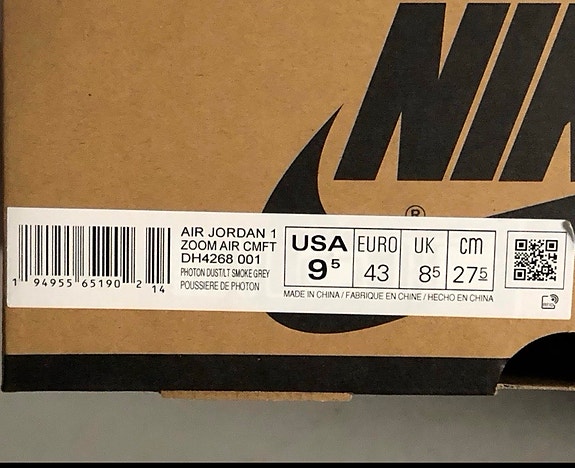 NIK
®
AIR JORDAN 1
ZOOM AIR CMFT
DH4268 001
PHOTON DUST/LT SMOKE GREY
POUSSIERE DE PHOTON
1 94955 65190 2 14
USA EURO UK cm
9⁵ 43 8⁵ 27⁵
MADE IN CHINA / FABRIQUE EN CHINE / HECHO EN CHINA